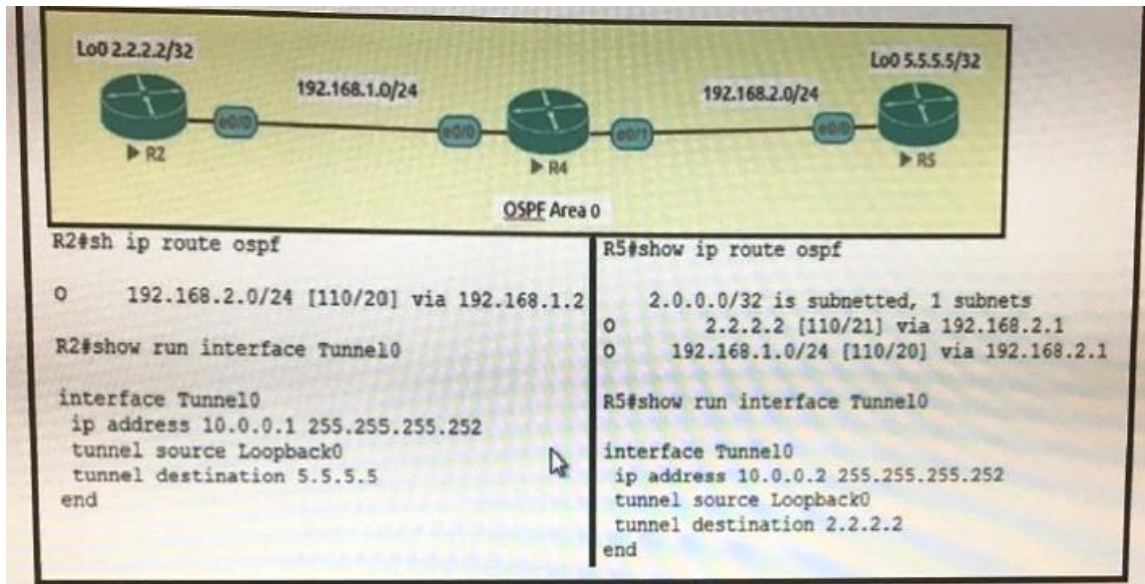 Lo0 2.2.2.2/32
Lo0 5.5.5.5/32
192.168.1.0/24
192.168.2.0/24
e0/0
e0/0
e0/1
e0/0
R2
R4
R5
OSPF Area 0
R2#sh ip route ospf
O 192.168.2.0/24 [110/20] via 192.168.1.2
R2#show run interface Tunnel0
interface Tunnel0
ip address 10.0.0.1 255.255.255.252
tunnel source Loopback0
tunnel destination 5.5.5.5
end
R5#show ip route ospf
2.0.0.0/32 is subnetted, 1 subnets
O 2.2.2.2 [110/21] via 192.168.2.1
O 192.168.1.0/24 [110/20] via 192.168.2.1
R5#show run interface Tunnel0
interface Tunnel0
ip address 10.0.0.2 255.255.255.252
tunnel source Loopback0
tunnel destination 2.2.2.2
end